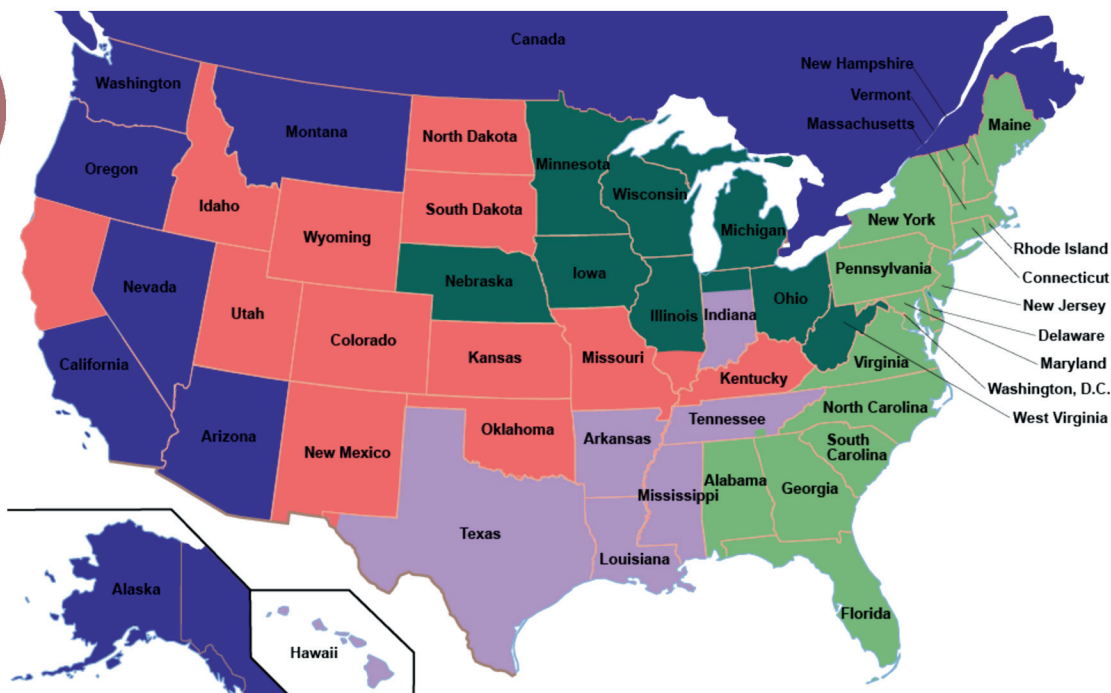 Canada
Washington
New Hampshire
Vermont
Massachusetts
Maine
Montana
North Dakota
Minnesota
Oregon
Idaho
South Dakota
Wisconsin
Michigan
New York
Wyoming
Rhode Island
Pennsylvania
Connecticut
Nebraska
Iowa
Nevada
Ohio
New Jersey
Utah
Illinois
Indiana
Delaware
Colorado
Kansas
Missouri
Virginia
Maryland
California
Kentucky
Washington, D.C.
North Carolina
West Virginia
Tennessee
Oklahoma
Arizona
Arkansas
South
Carolina
New Mexico
Alabama
Georgia
Mississippi
Texas
Louisiana
Alaska
Florida
Hawaii